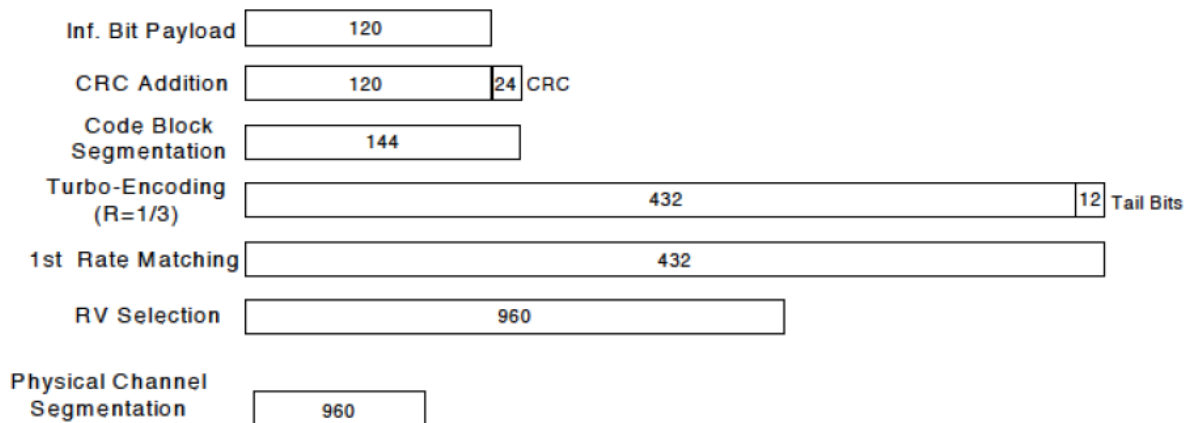 Inf. Bit Payload 120
CRC Addition 120 24 CRC
Code Block
Segmentation 144
Turbo-Encoding
(R=1/3) 432 12 Tail Bits
1st Rate Matching 432
RV Selection 960
Physical Channel
Segmentation 960